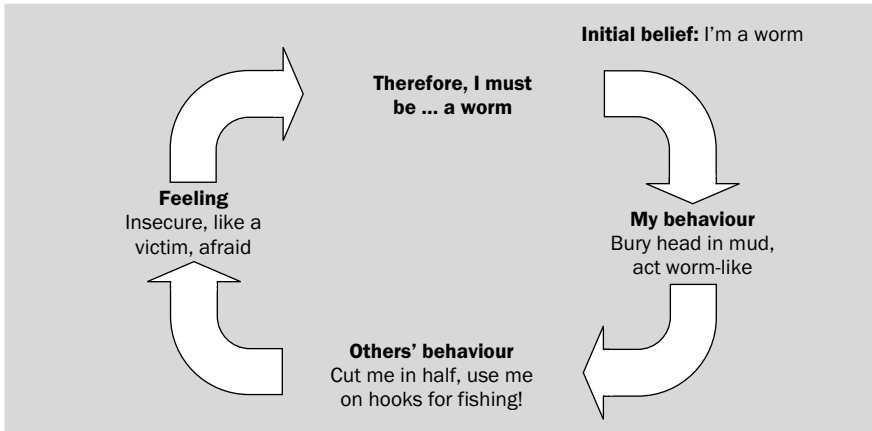 Initial belief: I'm a worm
Therefore, I must
be ... a worm
My behaviour
Bury head in mud,
act worm-like
Others’ behaviour
Cut me in half, use me
on hooks for fishing!
Feeling
Insecure, like a
victim, afraid